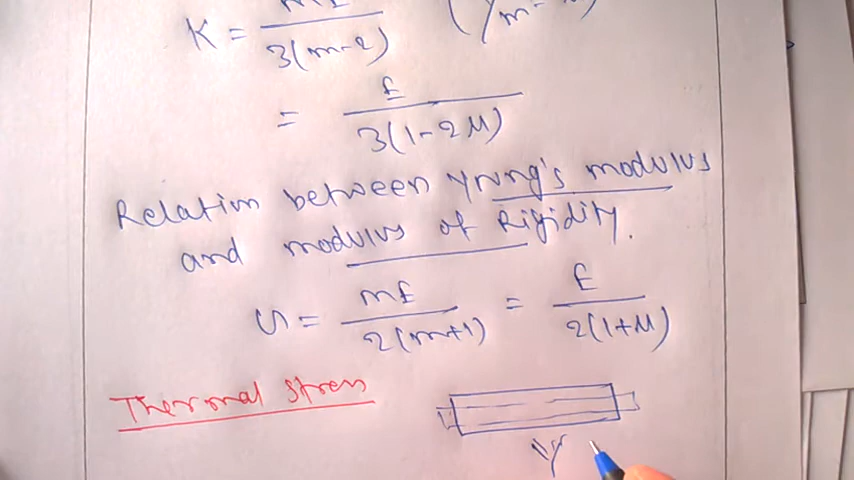 K = mE / 3(m-2) (1/m =
= E / 3(1-2μ)
Relation between Young's modulus
and modulus of Rigidity.
G = mE / 2(m+1) = E / 2(1+μ)
Thermal stress